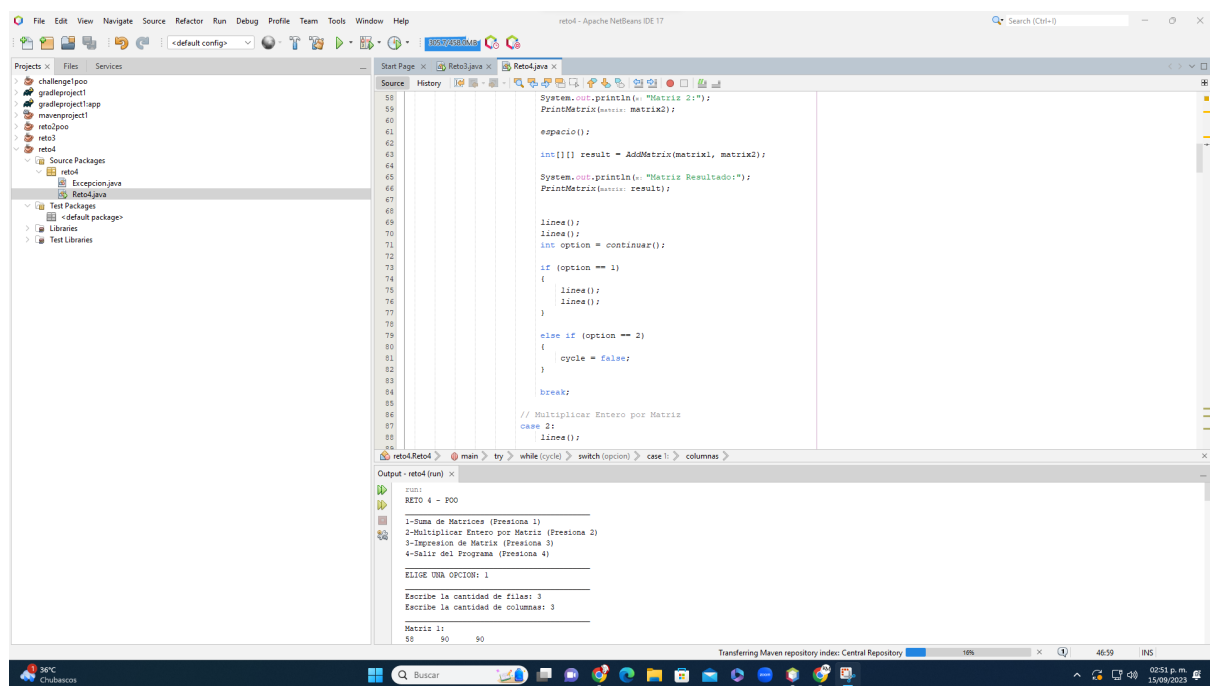 File Edit View Navigate Source Refactor Run Debug Profile Team Tools Window Help
reto4 - Apache NetBeans IDE 17
Search (Ctrl+I)
<default config>
Projects Files Services
challenge1poo
gradleproject1
gradleproject1:app
mavenproject1
reto2poo
reto3
reto4
Source Packages
reto4
Excepcion.java
Reto4.java
Test Packages
<default package>
Libraries
Test Libraries
Start Page Reto3.java Reto4.java
Source History
58 System.out.println(x: "Matriz 2:");
59 PrintMatrix(matrix: matrix2);
60
61 espacio();
62
63 int[][] result = AddMatrix(matrix1, matrix2);
64
65 System.out.println(x: "Matriz Resultado:");
66 PrintMatrix(matrix: result);
67
68
69 linea();
70 linea();
71 int option = continuar();
72
73 if (option == 1)
74 {
75 linea();
76 linea();
77 }
78
79 else if (option == 2)
80 {
81 cycle = false;
82 }
83
84 break;
85
86 // Multiplicar Entero por Matriz
87 case 2:
88 linea();
reto4.Reto4 main try while (cycle) switch (opcion) case 1: columnas
Output - reto4 (run)
run:
RETO 4 - POO
1-Suma de Matrices (Presiona 1)
2-Multiplicar Entero por Matriz (Presiona 2)
3-Impresion de Matrix (Presiona 3)
4-Salir del Programa (Presiona 4)
ELIGE UNA OPCION: 1
Escribe la cantidad de filas: 3
Escribe la cantidad de columnas: 3
Matriz 1:
58 90 90
Transferring Maven repository index: Central Repository 16% 46:59 INS
36°C
Chubascos
Buscar
02:51 p. m.
15/09/2023